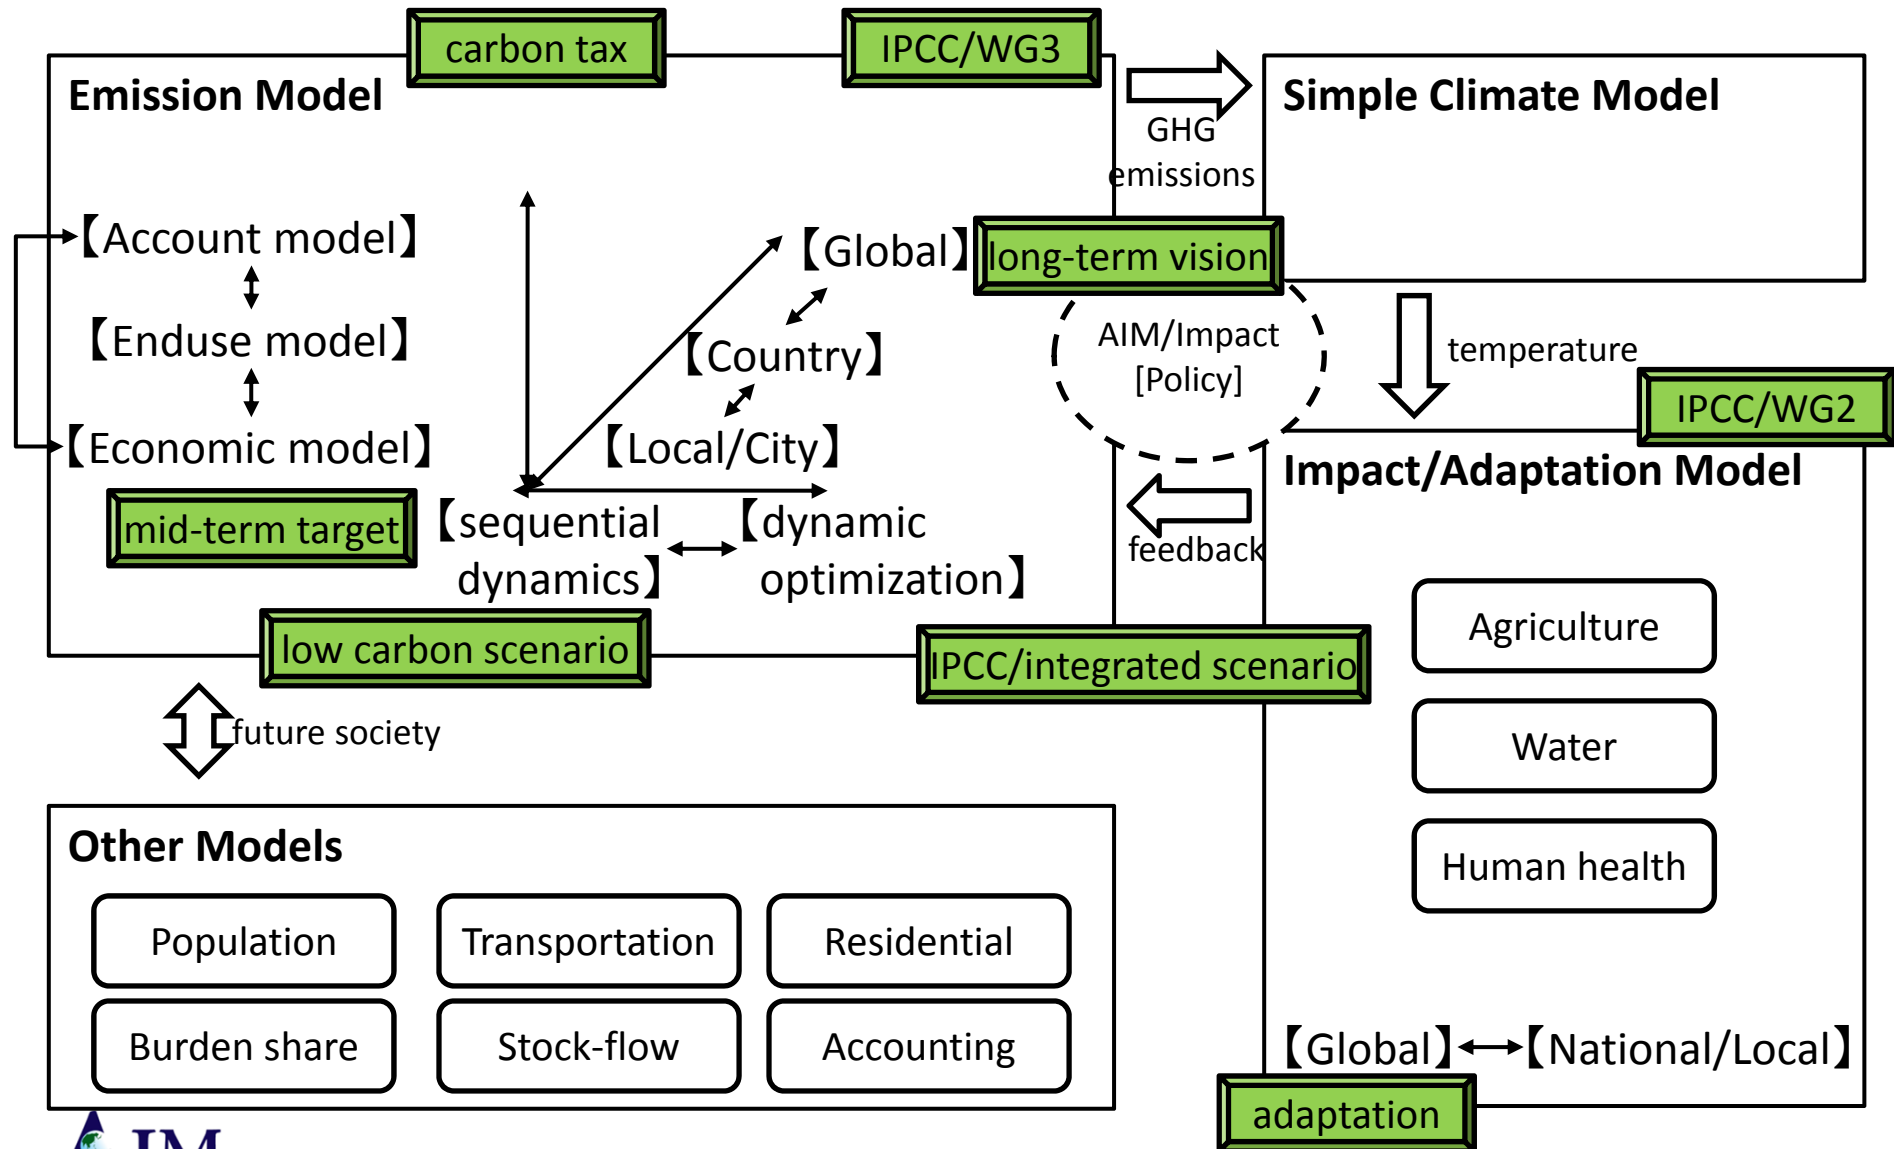 carbon tax
IPCC/WG3
Emission Model
Simple Climate Model
GHG
emissions
【Account model】
【Global】
long-term vision
【Enduse model】
【Country】
AIM/Impact
[Policy]
temperature
IPCC/WG2
【Economic model】
【Local/City】
Impact/Adaptation Model
mid-term target
【sequential
dynamics】
【dynamic
optimization】
feedback
Agriculture
low carbon scenario
IPCC/integrated scenario
future society
Water
Other Models
Human health
Population
Transportation
Residential
Burden share
Stock-flow
Accounting
【Global】
【National/Local】
adaptation
AIM